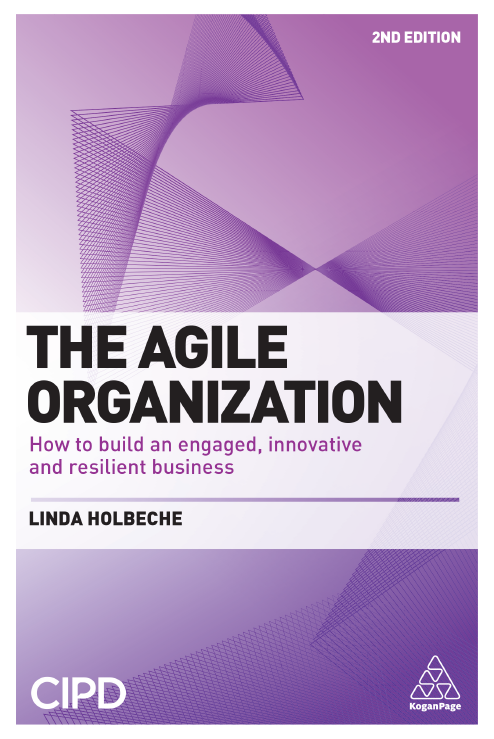 2ND EDITION
THE AGILE
ORGANIZATION
How to build an engaged, innovative
and resilient business
LINDA HOLBECHE
CIPD
KoganPage